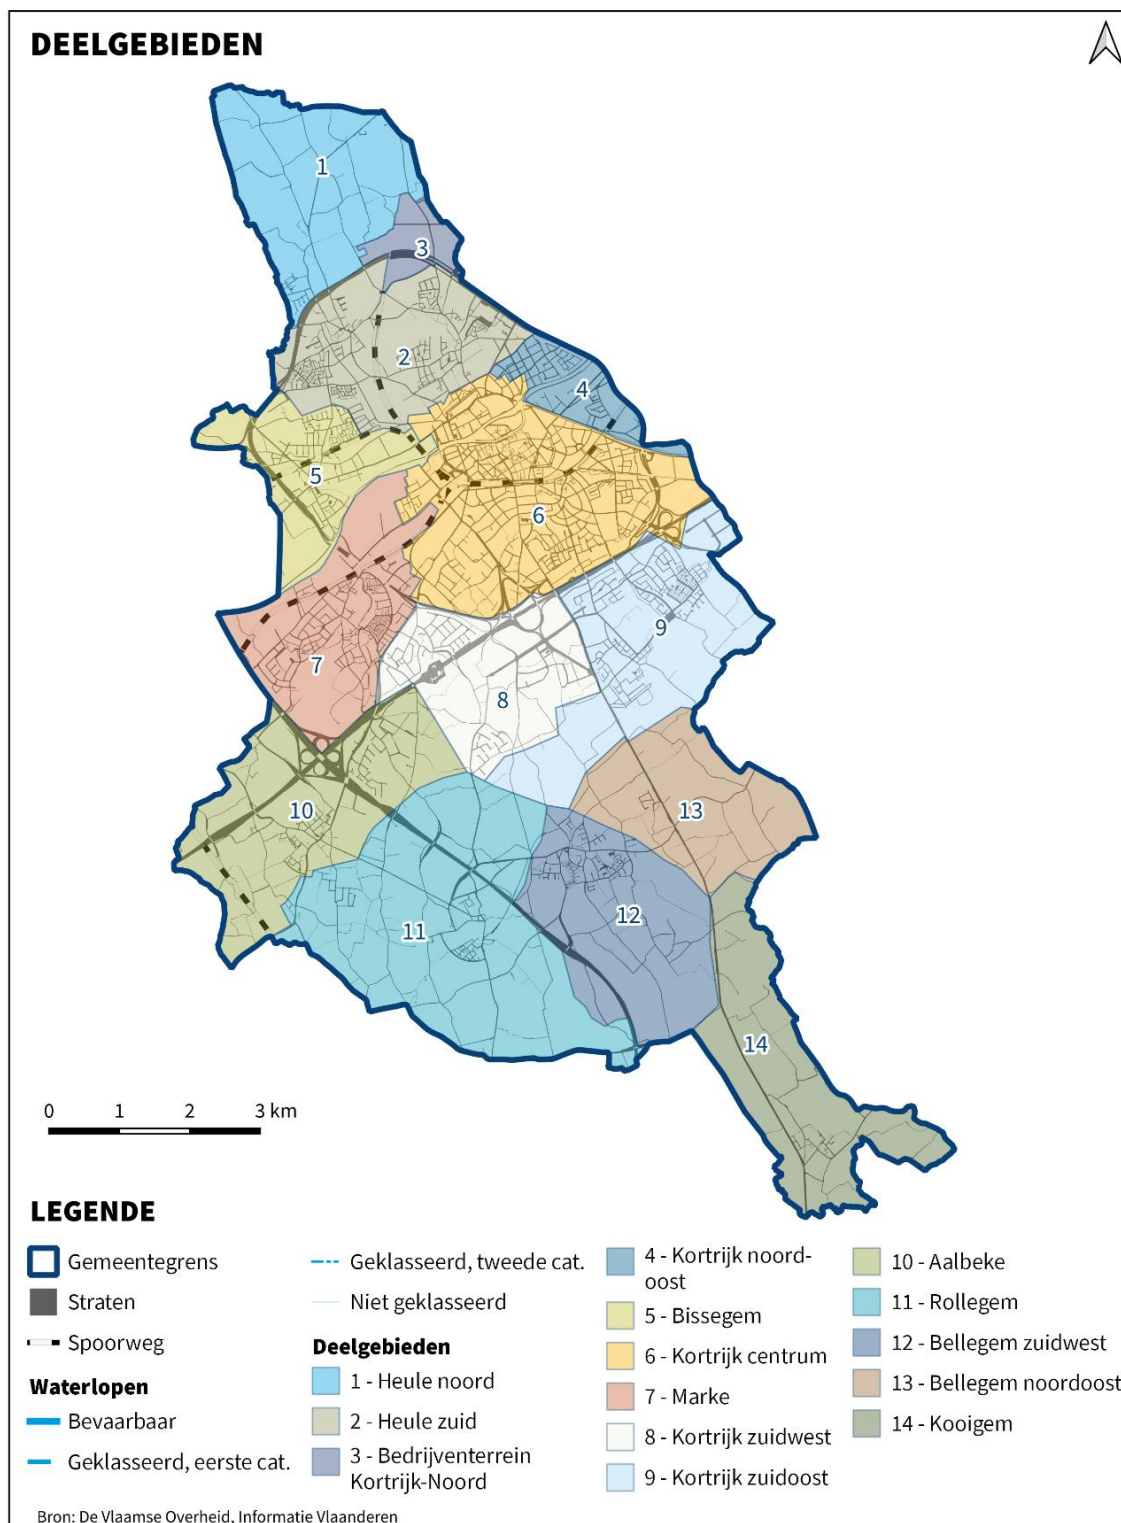 DEELGEBIEDEN
1
3
2
4
5
6
9
7
8
10
13
12
11
14
0 1 2 3 km
LEGENDE
Gemeentegrens
Straten
Spoorweg
Waterlopen
Bevaarbaar
Geklasseerd, eerste cat.
Geklasseerd, tweede cat.
Niet geklasseerd
Deelgebieden
1 - Heule noord
2 - Heule zuid
3 - Bedrijventerrein
Kortrijk-Noord
4 - Kortrijk noord-
oost
5 - Bissegem
6 - Kortrijk centrum
7 - Marke
8 - Kortrijk zuidwest
9 - Kortrijk zuidoost
10 - Aalbeke
11 - Rollegem
12 - Bellegem zuidwest
13 - Bellegem noordoost
14 - Kooigem
Bron: De Vlaamse Overheid, Informatie Vlaanderen